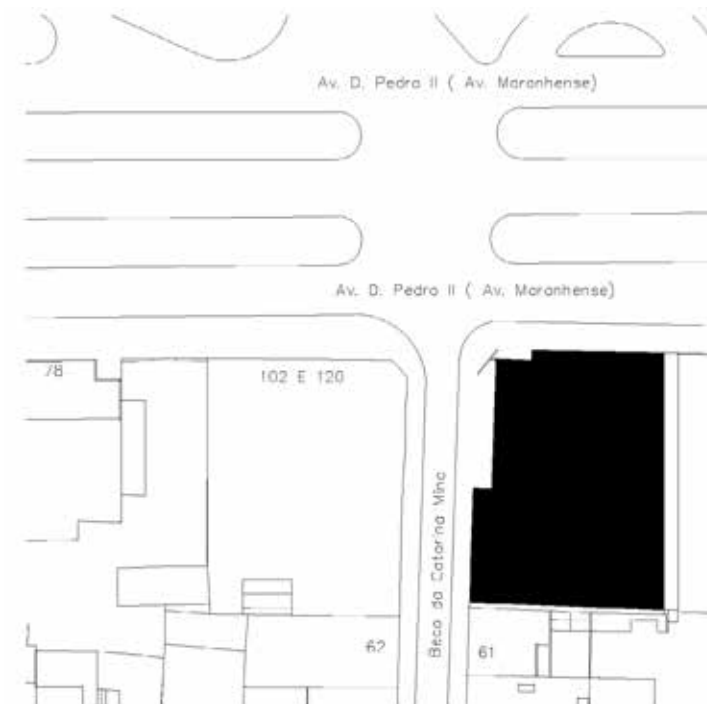 Av. D. Pedro II ( Av. Maranhense)
Av. D. Pedro II ( Av. Maranhense)
78
102 E 120
Beco da Catarina Mina
62
61